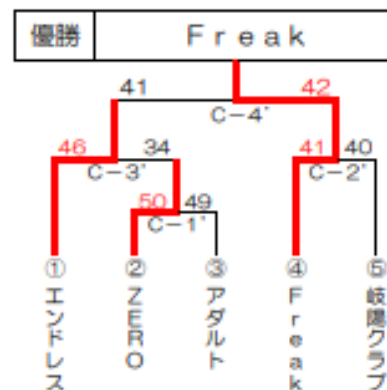 優勝 Ｆｒｅａｋ
41 42
C-4'
46 34 41 40
C-3' C-2'
50 49
C-1'
① ② ③ ④ ⑤
エンドレス
ZERO
アダルト
Freak
岐陽クラブ